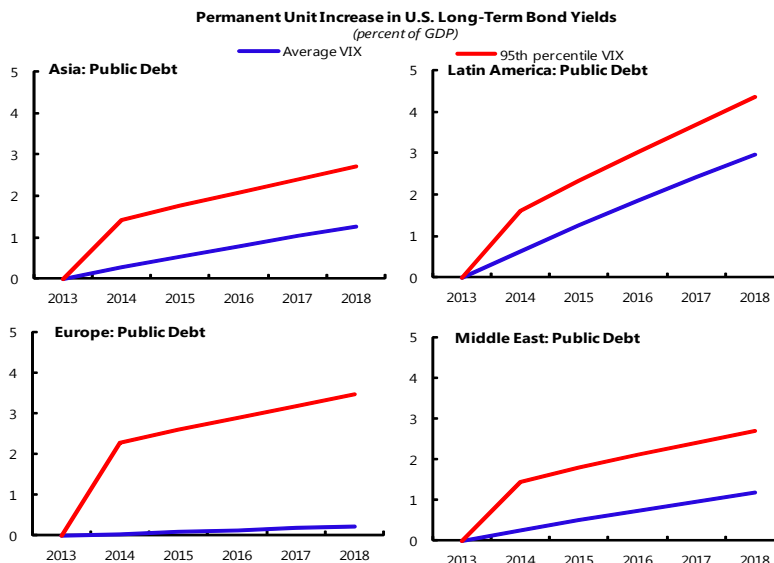 Permanent Unit Increase in U.S. Long-Term Bond Yields
(percent of GDP)
Average VIX
95th percentile VIX
Asia: Public Debt
5
4
3
2
1
0
2013 2014 2015 2016 2017 2018
Latin America: Public Debt
5
4
3
2
1
0
2013 2014 2015 2016 2017 2018
Europe: Public Debt
5
4
3
2
1
0
2013 2014 2015 2016 2017 2018
Middle East: Public Debt
5
4
3
2
1
0
2013 2014 2015 2016 2017 2018